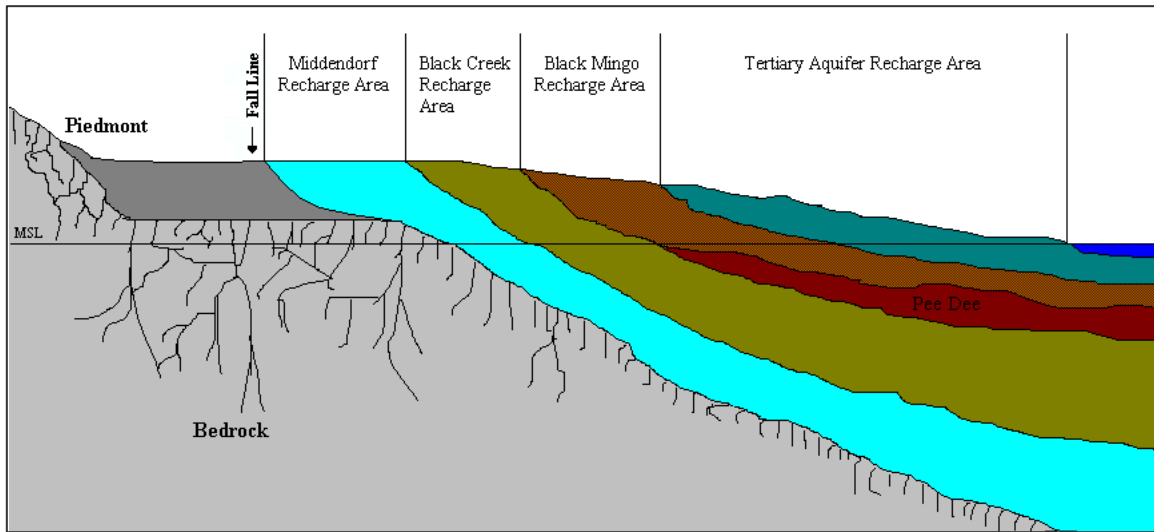 ← Fall Line
Middendorf
Recharge Area
Black Creek
Recharge
Area
Black Mingo
Recharge Area
Tertiary Aquifer Recharge Area
Piedmont
MSL
Pee Dee
Bedrock